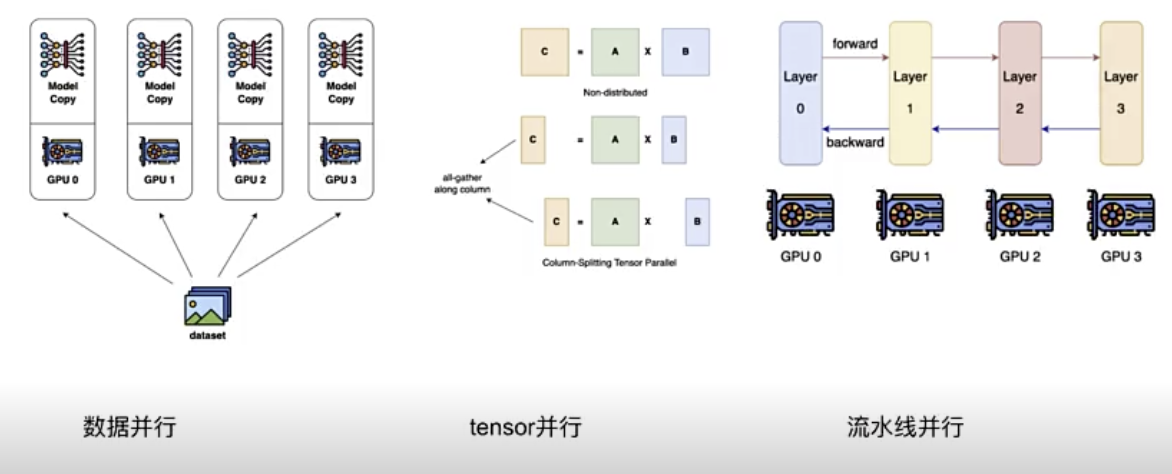 Model
Copy
GPU 0
Model
Copy
GPU 1
Model
Copy
GPU 2
Model
Copy
GPU 3
dataset
C = A X B
Non-distributed
C = A X B
all-gather
along column
C = A X B
Column-Splitting Tensor Parallel
Layer
0
forward
backward
Layer
1
Layer
2
Layer
3
GPU 0
GPU 1
GPU 2
GPU 3
数据并行
tensor并行
流水线并行